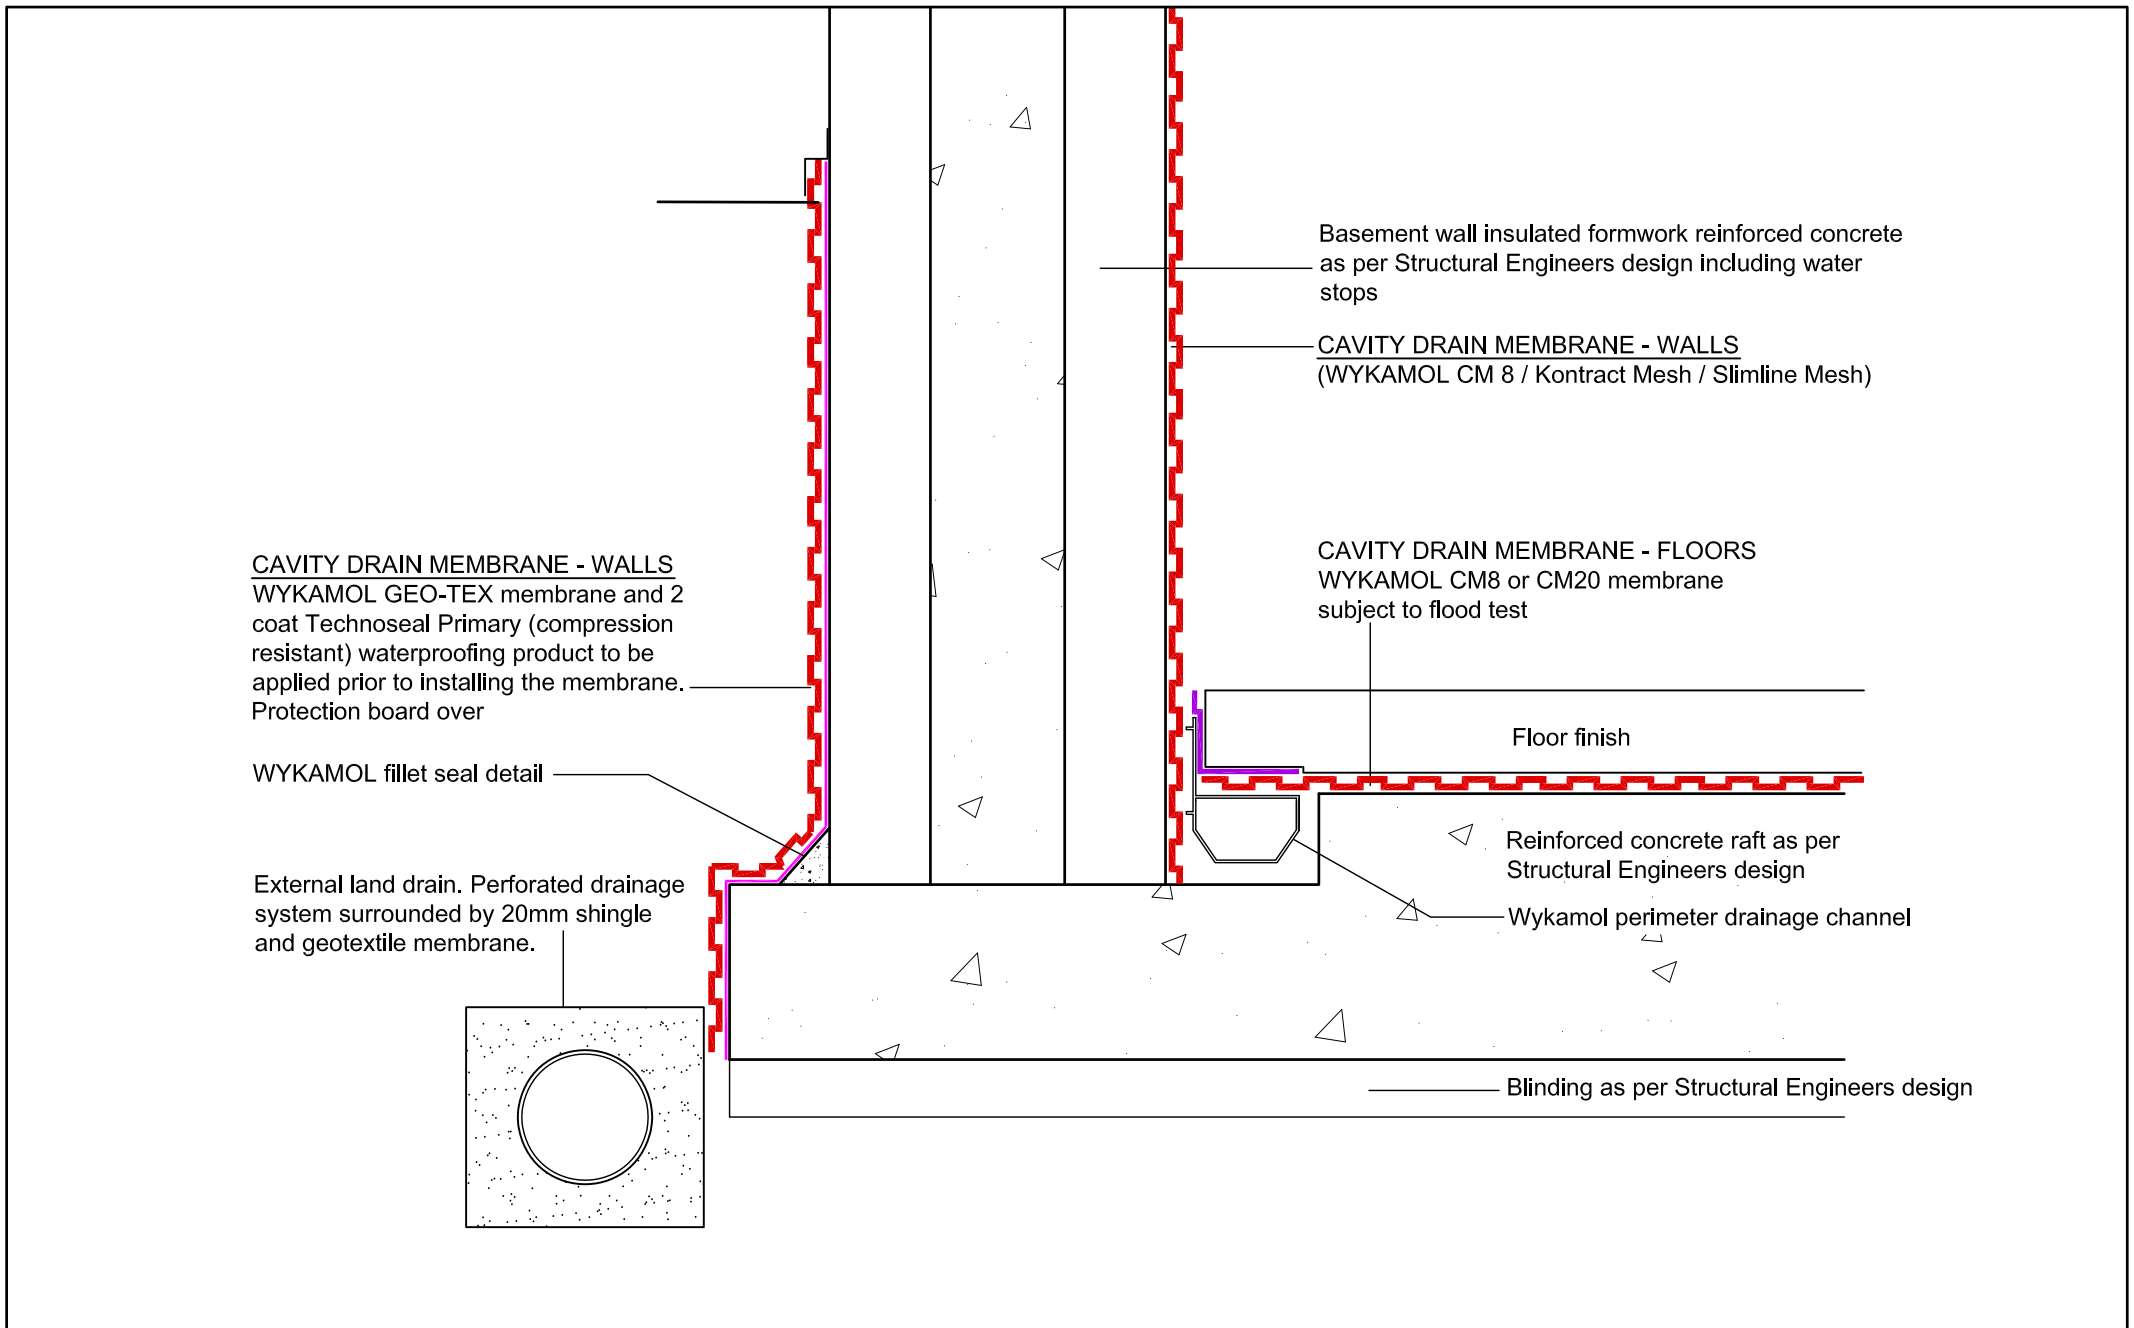 Basement wall insulated formwork reinforced concrete
as per Structural Engineers design including water
stops
CAVITY DRAIN MEMBRANE - WALLS
(WYKAMOL CM 8 / Kontract Mesh / Slimline Mesh)
CAVITY DRAIN MEMBRANE - WALLS
WYKAMOL GEO-TEX membrane and 2
coat Technoseal Primary (compression
resistant) waterproofing product to be
applied prior to installing the membrane.
Protection board over
WYKAMOL fillet seal detail
External land drain. Perforated drainage
system surrounded by 20mm shingle
and geotextile membrane.
CAVITY DRAIN MEMBRANE - FLOORS
WYKAMOL CM8 or CM20 membrane
subject to flood test
Floor finish
Reinforced concrete raft as per
Structural Engineers design
Wykamol perimeter drainage channel
Blinding as per Structural Engineers design